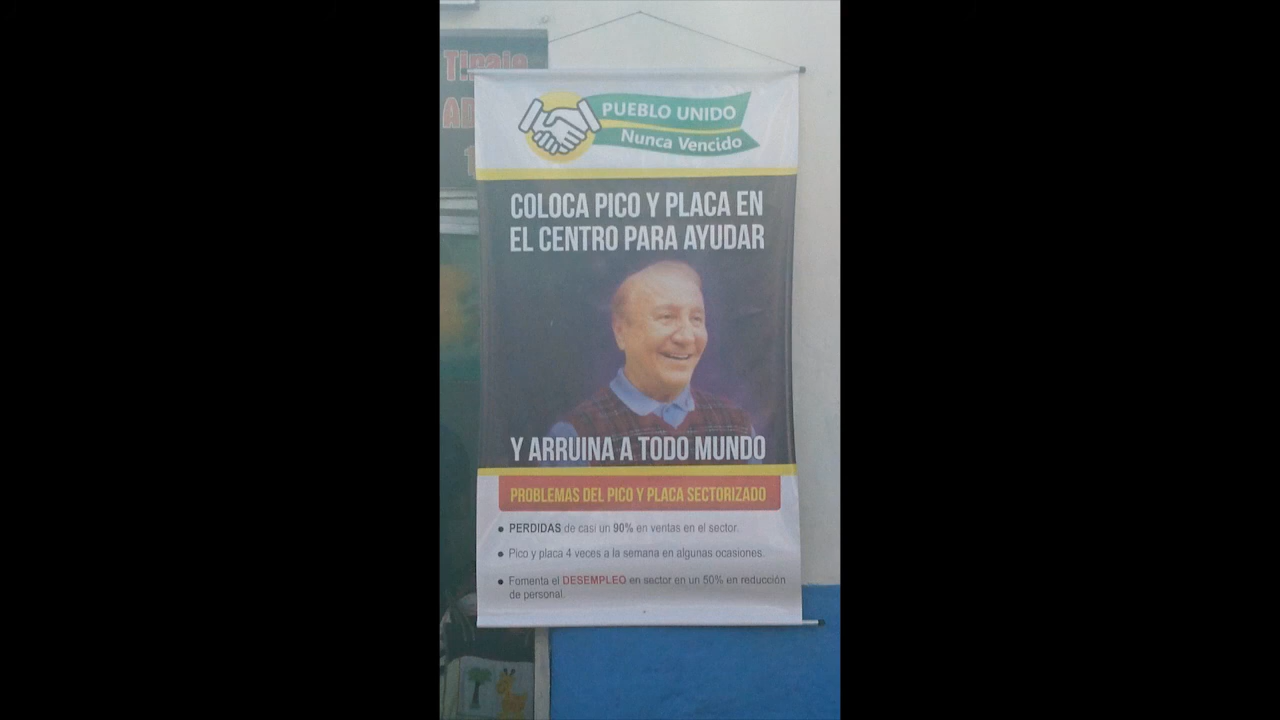 Tiraje
PUEBLO UNIDO
Nunca Vencido
COLOCA PICO Y PLACA EN
EL CENTRO PARA AYUDAR
Y ARRUINA A TODO MUNDO
PROBLEMAS DEL PICO Y PLACA SECTORIZADO
● PERDIDAS de casi un 90% en ventas en el sector.
● Pico y placa 4 veces a la semana en algunas ocasiones.
● Fomenta el DESEMPLEO en sector en un 50% en reducción
de personal.